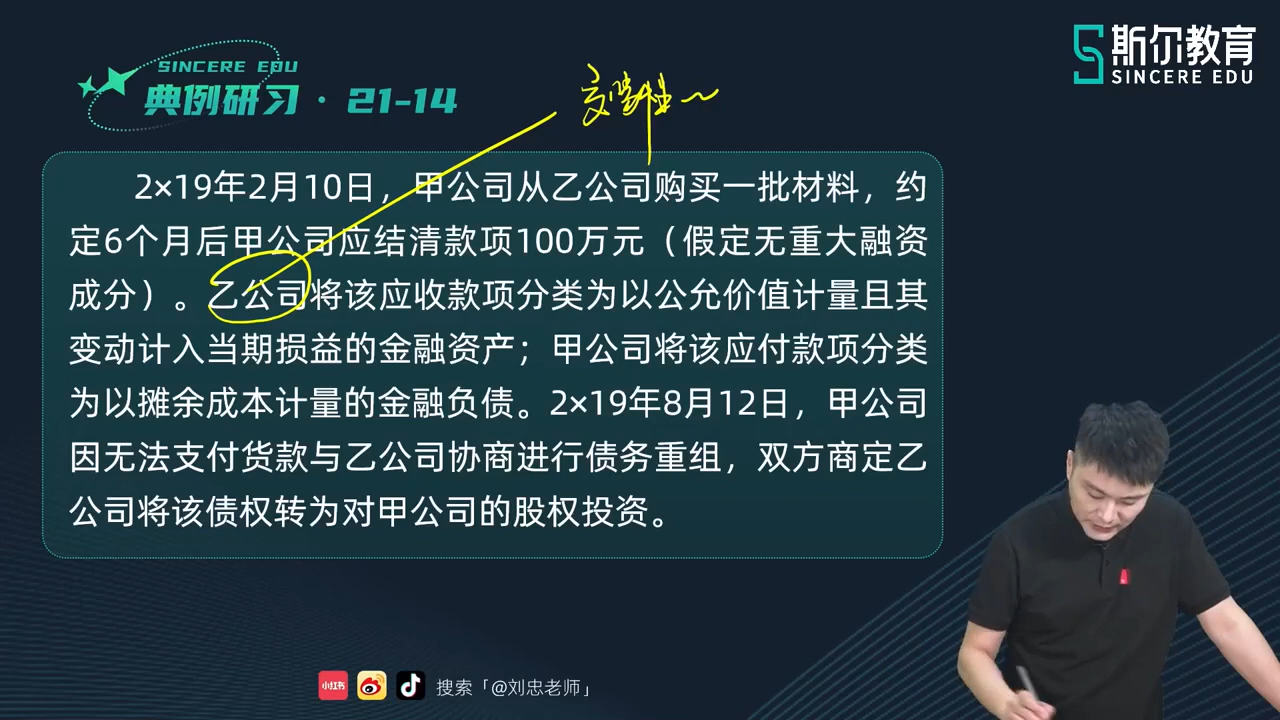 斯尔教育
SINCERE EDU
SINCERE EDU
典例研习 · 21-14
交易性~
2×19年2月10日，甲公司从乙公司购买一批材料，约
定6个月后甲公司应结清款项100万元（假定无重大融资
成分）。乙公司将该应收款项分类为以公允价值计量且其
变动计入当期损益的金融资产；甲公司将该应付款项分类
为以摊余成本计量的金融负债。2×19年8月12日，甲公司
因无法支付货款与乙公司协商进行债务重组，双方商定乙
公司将该债权转为对甲公司的股权投资。
小红书
搜索「@刘忠老师」